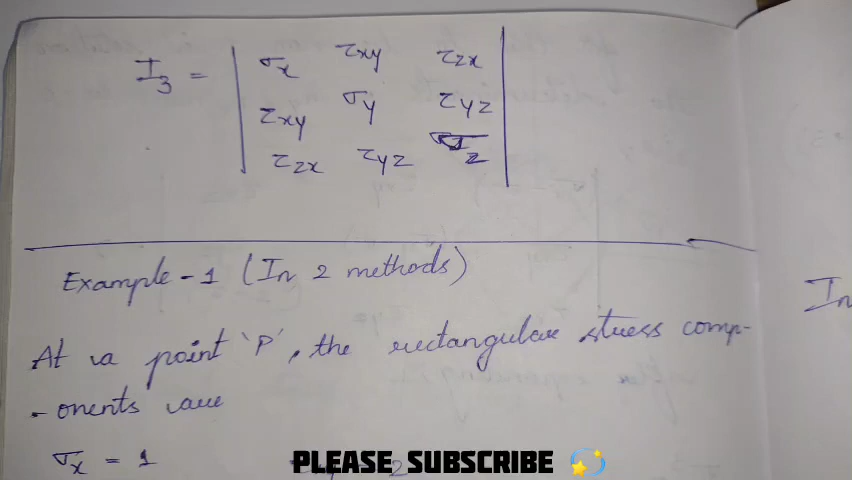 I₃ = | σx τxy τzx |
| τxy σy τyz |
| τzx τyz σz |
Example-1 (In 2 methods)
At a point 'P', the rectangular stress comp-
-onents are
In
σx = 1
= 2
PLEASE SUBSCRIBE 💫